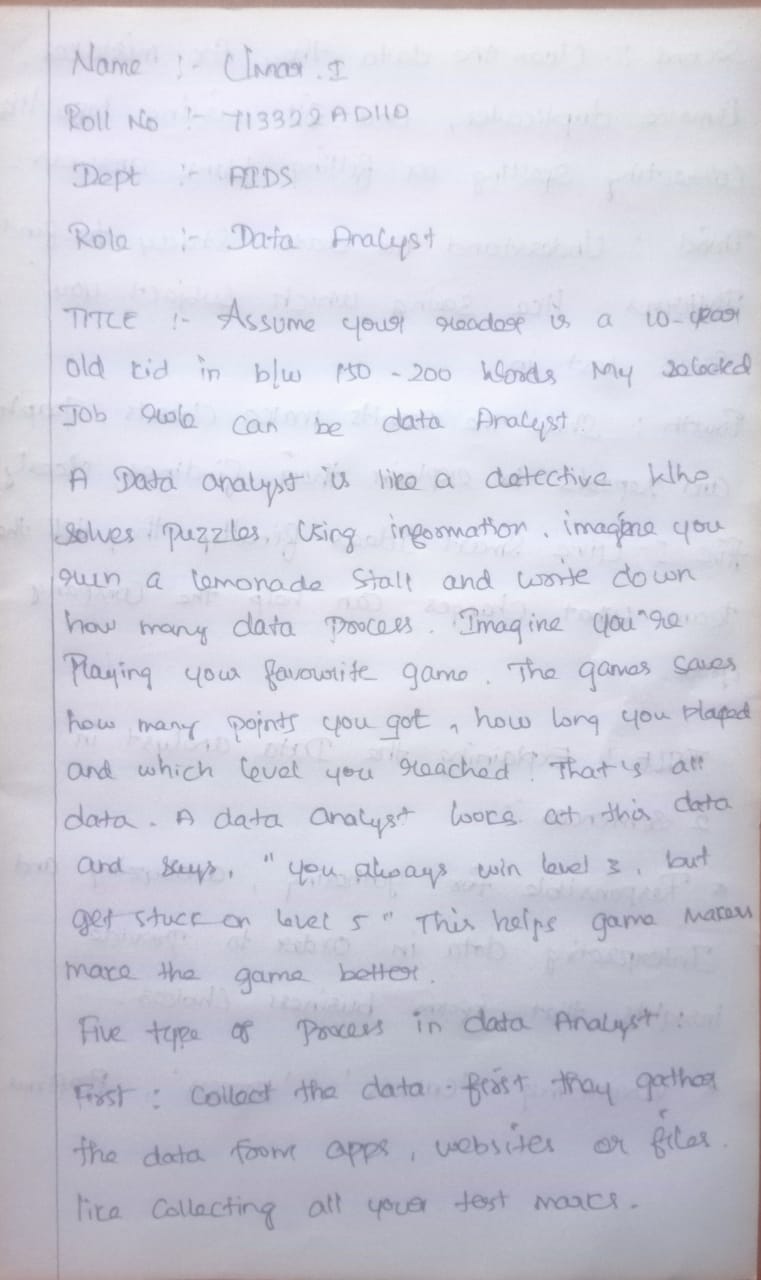 Name :- Umar. I
Roll No :- 713322AD110
Dept :- AIDS
Role :- Data Analyst
TITLE :- Assume your reader is a 10-year
old kid in b/w 150 - 200 Words My selected
Job role can be data Analyst
A Data analyst is like a detective Who
solves puzzles. Using information. imagine you
run a lemonade Stall and write down
how many data process. Imagine you're
Playing your favourite game. The games saves
how many points you got, how long you played
and which level you reached. That's all
data. A data analyst looks at this data
and says, "you always win level 3, but
get stuck on level 5" This helps game makers
make the game better.
Five type of Process in data Analyst :
First : Collect the data first they gather
the data from apps, websites or files.
like Collecting all your test marks.